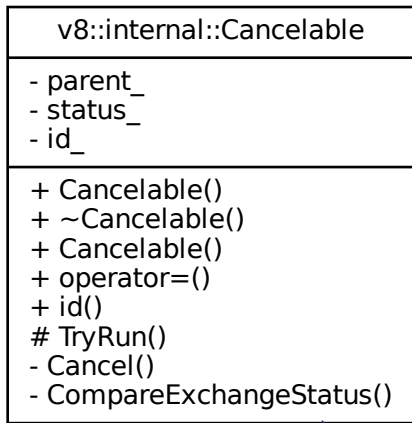 v8::internal::Cancelable
- parent_
- status_
- id_
+ Cancelable()
+ ~Cancelable()
+ Cancelable()
+ operator=()
+ id()
# TryRun()
- Cancel()
- CompareExchangeStatus()